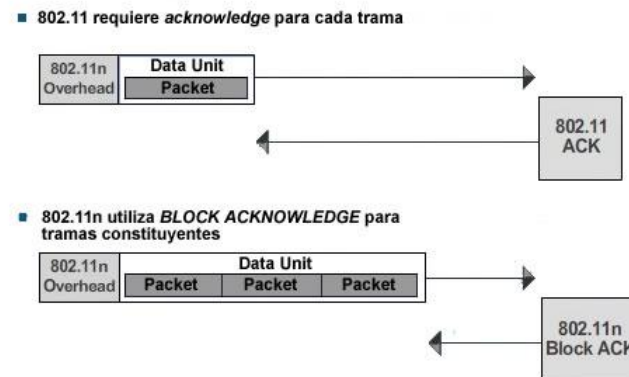 802.11 requiere acknowledge para cada trama
802.11n
Overhead
Data Unit
Packet
802.11
ACK
802.11n utiliza BLOCK ACKNOWLEDGE para
tramas constituyentes
802.11n
Overhead
Data Unit
Packet Packet Packet
802.11n
Block ACK